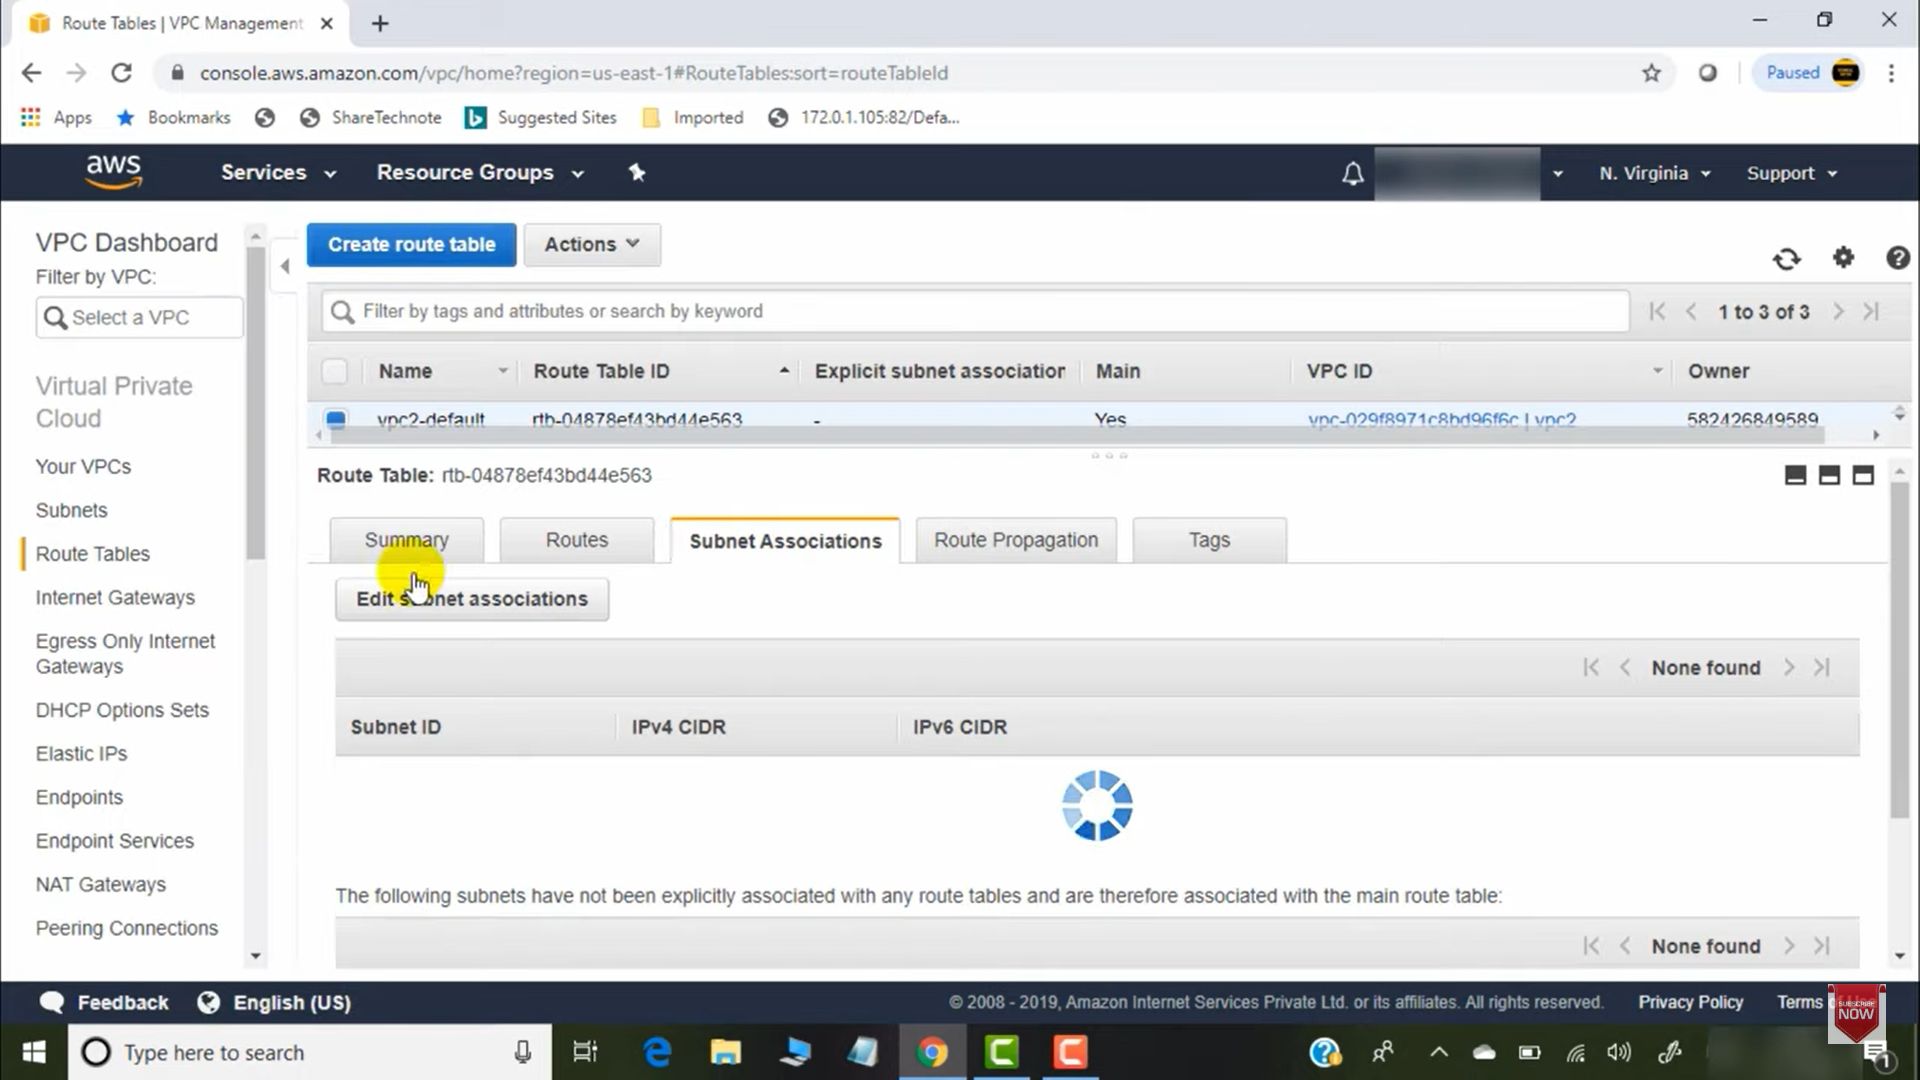 Route Tables | VPC Management
console.aws.amazon.com/vpc/home?region=us-east-1#RouteTables:sort=routeTableId
Paused
Apps
Bookmarks
ShareTechnote
Suggested Sites
Imported
172.0.1.105:82/Defa...
aws
Services
Resource Groups
N. Virginia
Support
VPC Dashboard
Filter by VPC:
Select a VPC
Virtual Private
Cloud
Your VPCs
Subnets
Route Tables
Internet Gateways
Egress Only Internet
Gateways
DHCP Options Sets
Elastic IPs
Endpoints
Endpoint Services
NAT Gateways
Peering Connections
Create route table
Actions
Filter by tags and attributes or search by keyword
1 to 3 of 3
Name
Route Table ID
Explicit subnet association
Main
VPC ID
Owner
vpc2-default
rtb-04878ef43bd44e563
-
Yes
vpc-029f8971c8bd96f6c | vpc2
582426849589
Route Table: rtb-04878ef43bd44e563
Summary
Routes
Subnet Associations
Route Propagation
Tags
Edit subnet associations
None found
Subnet ID
IPv4 CIDR
IPv6 CIDR
The following subnets have not been explicitly associated with any route tables and are therefore associated with the main route table:
None found
Feedback
English (US)
© 2008 - 2019, Amazon Internet Services Private Ltd. or its affiliates. All rights reserved.
Privacy Policy
Terms of Use
SUBSCRIBE
NOW
Type here to search
1